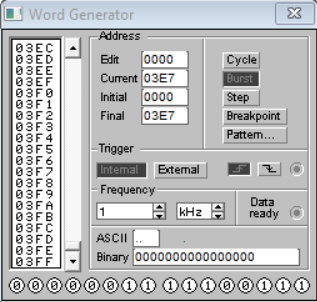 Word Generator
03EC
03ED
03EE
03EF
03F0
03F1
03F2
03F3
03F4
03F5
03F6
03F7
03F8
03F9
03FA
03FB
03FC
03FD
03FE
03FF
Address
Edit 0000
Current 03E7
Initial 0000
Final 03E7
Cycle
Burst
Step
Breakpoint
Pattern...
Trigger
Internal External
Frequency
1 kHz
Data
ready
ASCII ..
Binary 0000000000000000
0 0 0 0 0 0 1 1 1 1 1 0 0 1 1 1